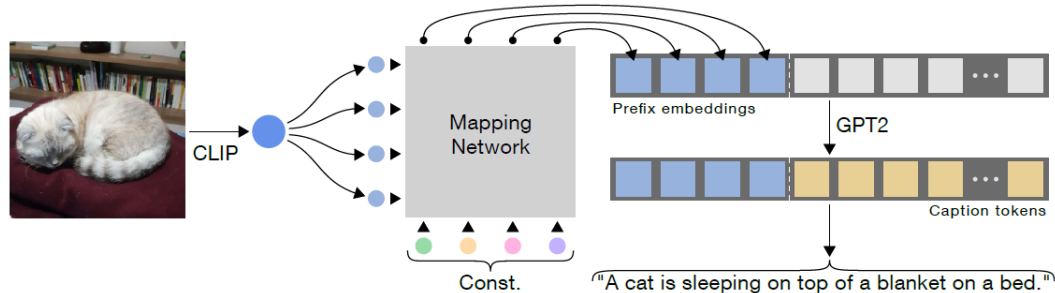 CLIP
Mapping
Network
Const.
Prefix embeddings
GPT2
Caption tokens
"A cat is sleeping on top of a blanket on a bed."